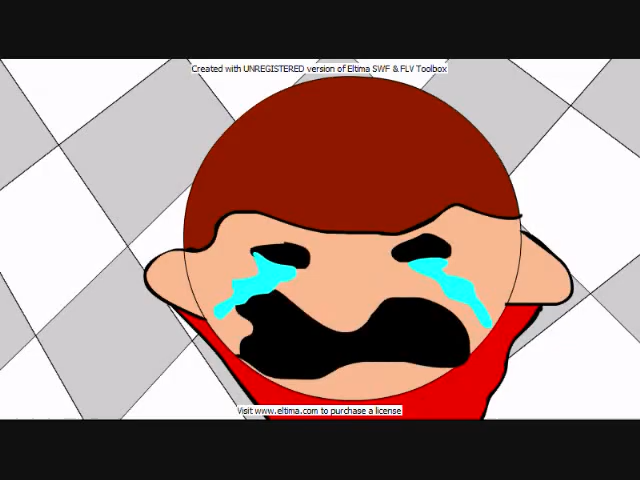 Created with UNREGISTERED version of Eltima SWF & FLV Toolbox
Visit www.eltima.com to purchase a license